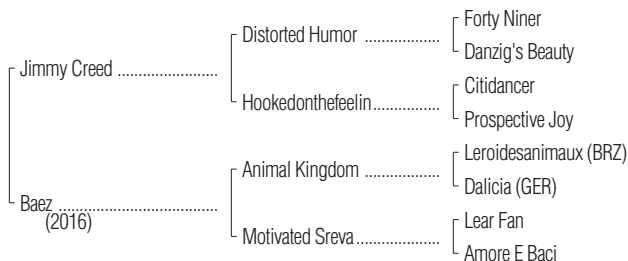 Forty Niner
Distorted Humor ..................
Danzig's Beauty
Jimmy Creed ........................
Citidancer
Hookedonthefeelin................
Prospective Joy
Leroidesanimaux (BRZ)
Animal Kingdom ..................
Dalicia (GER)
Baez ......................................
(2016)
Lear Fan
Motivated Sreva....................
Amore E Baci